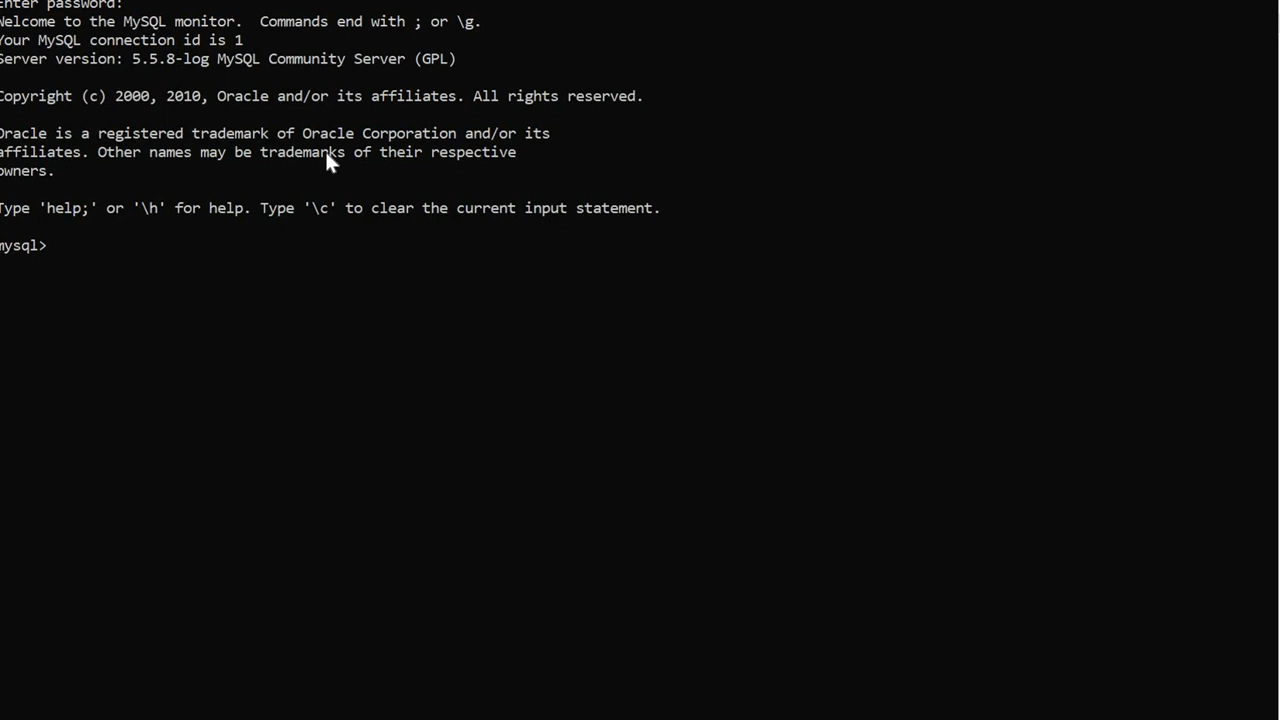 Enter password:
Welcome to the MySQL monitor.  Commands end with ; or \g.
Your MySQL connection id is 1
Server version: 5.5.8-log MySQL Community Server (GPL)
Copyright (c) 2000, 2010, Oracle and/or its affiliates. All rights reserved.
Oracle is a registered trademark of Oracle Corporation and/or its
affiliates. Other names may be trademarks of their respective
owners.
Type 'help;' or '\h' for help. Type '\c' to clear the current input statement.
mysql>